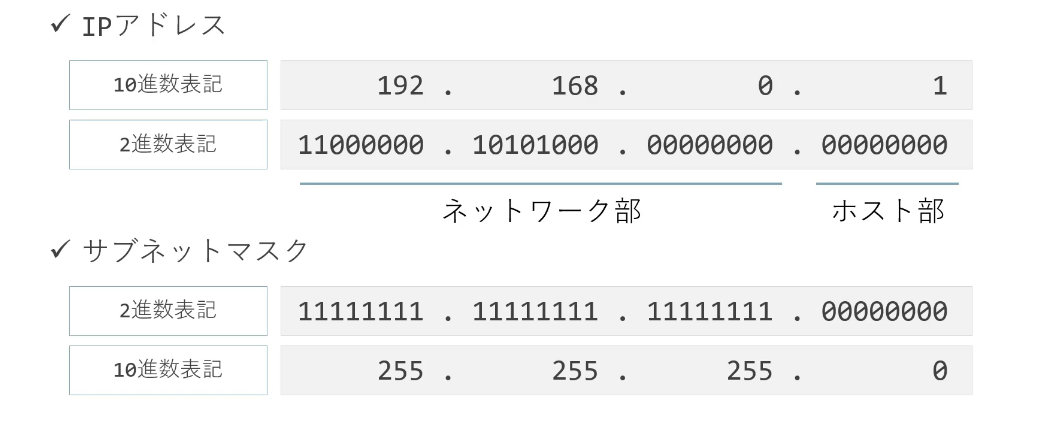 ✓ IPアドレス
10進数表記 192 . 168 . 0 . 1
2進数表記 11000000 . 10101000 . 00000000 . 00000000
ネットワーク部 ホスト部
✓ サブネットマスク
2進数表記 11111111 . 11111111 . 11111111 . 00000000
10進数表記 255 . 255 . 255 . 0